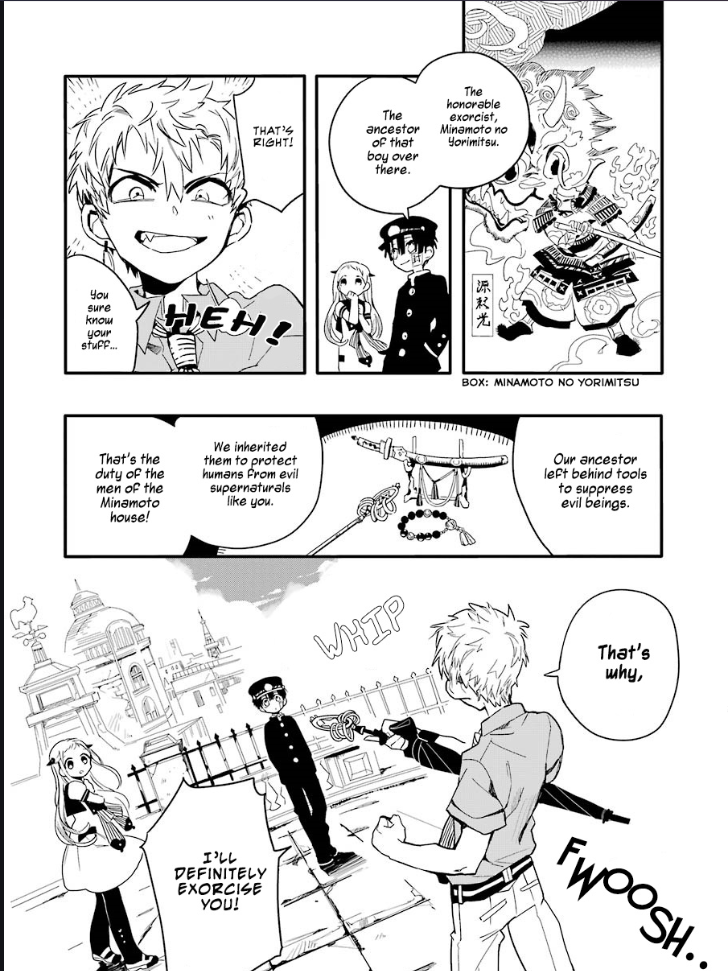 The
honorable
exorcist,
Minamoto no
Yorimitsu.
源頼光
BOX: MINAMOTO NO YORIMITSU
The
ancestor
of that
boy over
there.
THAT'S
RIGHT!
HEH!
You
sure
know
your
stuff...
Our ancestor
left behind tools
to suppress
evil beings.
We inherited
them to protect
humans from evil
supernaturals
like you.
That's the
duty of the
men of the
Minamoto
house!
That's
why,
WHIP
I'LL
DEFINITELY
EXORCISE
YOU!
FWOOSH..